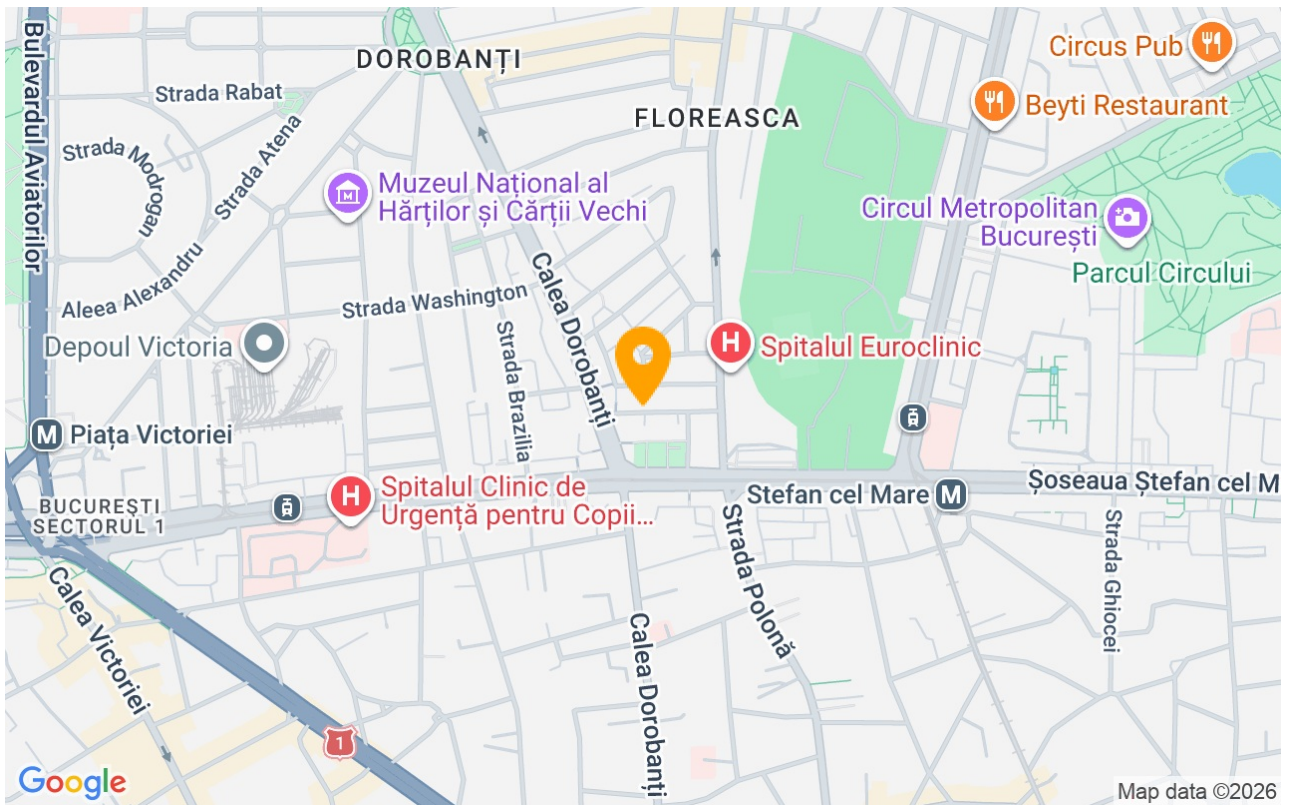 Bulevardul Aviatorilor
DOROBANȚI
Circus Pub
Strada Rabat
Beyti Restaurant
FLOREASCA
Strada Modrogan
Strada Atena
Muzeul Național al
Hărților și Cărții Vechi
Circul Metropolitan
București
Parcul Circului
Aleea Alexandru
Strada Washington
Calea Dorobanți
Depoul Victoria
Strada Brazilia
H
Spitalul Euroclinic
M
Piața Victoriei
H
Spitalul Clinic de
Urgență pentru Copii...
Ștefan cel Mare
M
Șoseaua Ștefan cel M
BUCUREȘTI
SECTORUL 1
Strada Polonă
Strada Ghiocei
Calea Victoriei
Calea Dorobanți
1
Google
Map data ©2026